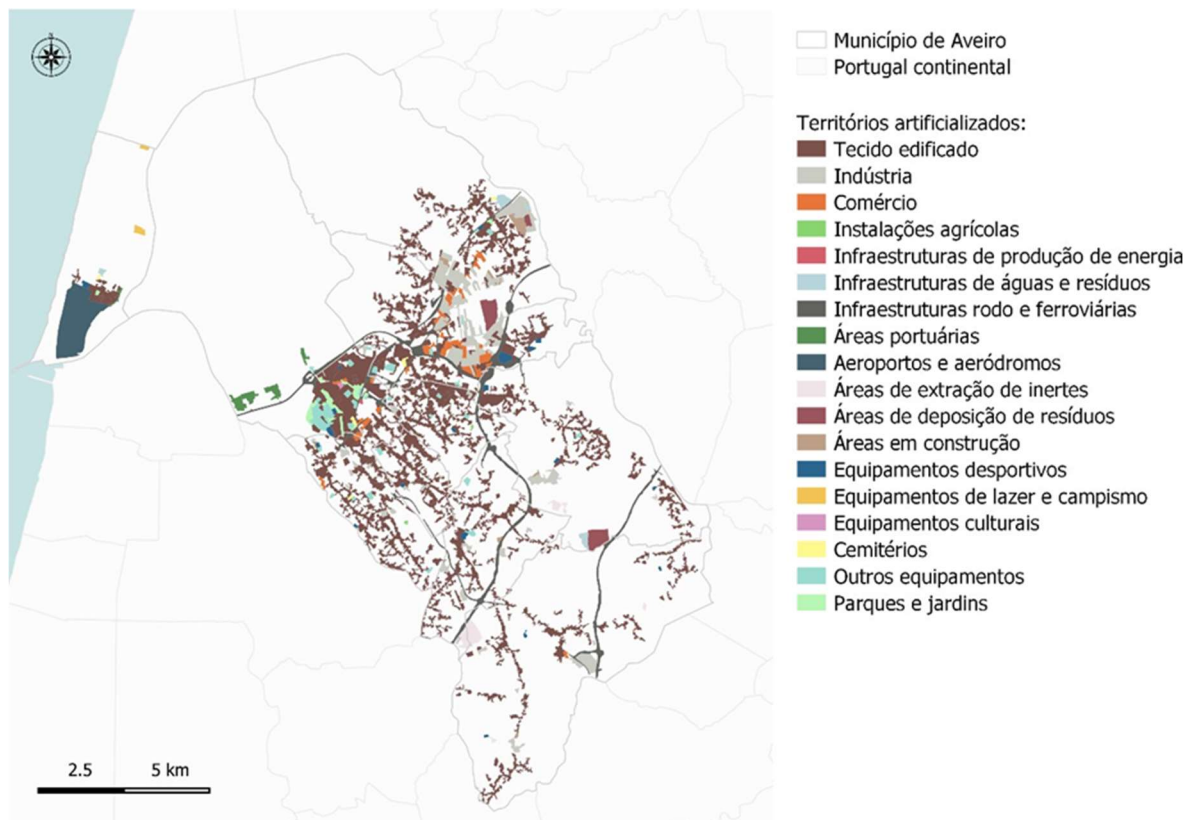 N
Município de Aveiro
Portugal continental
Territórios artificializados:
Tecido edificado
Indústria
Comércio
Instalações agrícolas
Infraestruturas de produção de energia
Infraestruturas de águas e resíduos
Infraestruturas rodo e ferroviárias
Áreas portuárias
Aeroportos e aeródromos
Áreas de extração de inertes
Áreas de deposição de resíduos
Áreas em construção
Equipamentos desportivos
Equipamentos de lazer e campismo
Equipamentos culturais
Cemitérios
Outros equipamentos
Parques e jardins
2.5 5 km